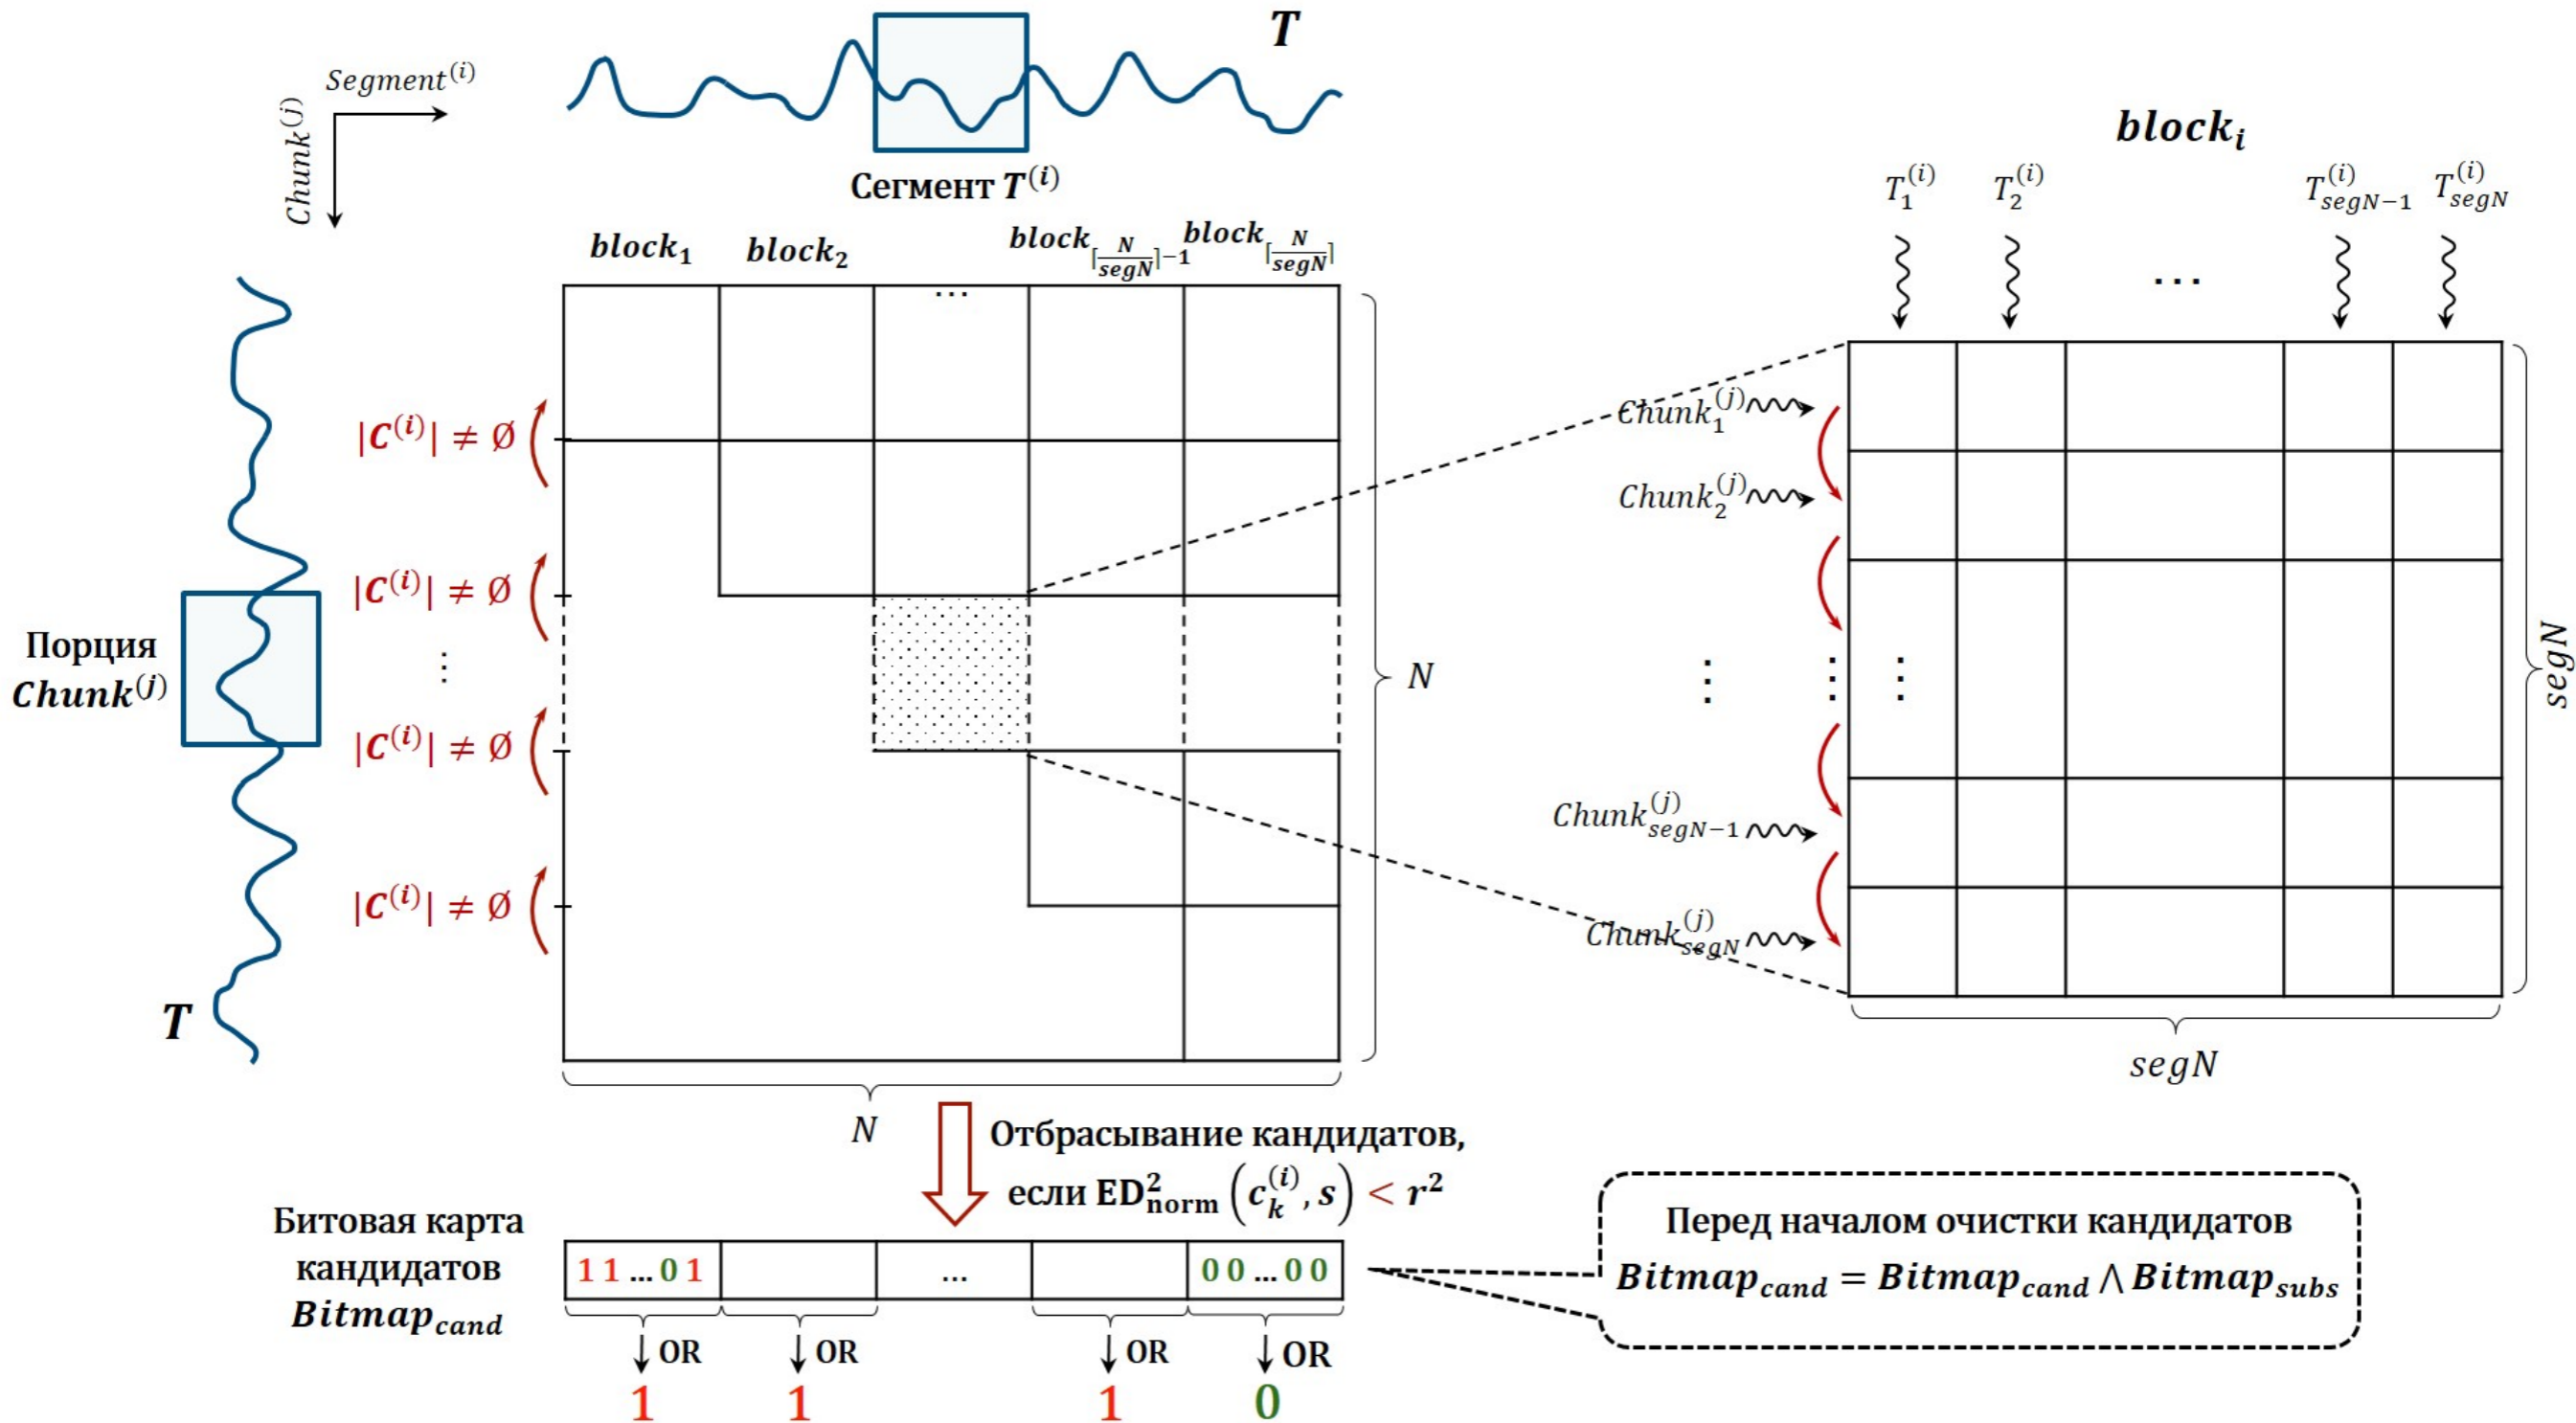 T
Segment^(i)
Chunk^(j)
Сегмент T^(i)
block_1 block_2 ... block_⌈N/segN⌉−1 block_⌈N/segN⌉
|C^(i)| ≠ Ø
|C^(i)| ≠ Ø
⋮
|C^(i)| ≠ Ø
|C^(i)| ≠ Ø
Порция
Chunk^(j)
T
N
N
block_i
T_1^(i) T_2^(i) ... T_segN−1^(i) T_segN^(i)
Chunk_1^(j)
Chunk_2^(j)
⋮ ⋮ ⋮
Chunk_segN−1^(j)
Chunk_segN^(j)
segN
segN
Отбрасывание кандидатов,
если ED²_norm (c_k^(i), s) < r²
Битовая карта
кандидатов
Bitmap_cand
1 1 ... 0 1 ... 0 0 ... 0 0
OR OR OR OR
1 1 1 0
Перед началом очистки кандидатов
Bitmap_cand = Bitmap_cand ⋀ Bitmap_subs